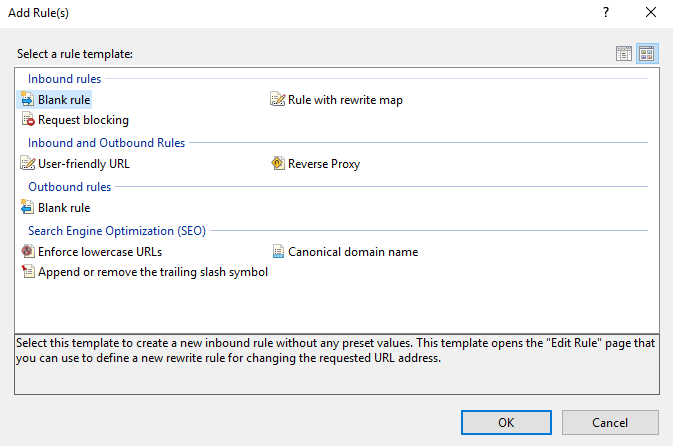 Add Rule(s)
Select a rule template:
Inbound rules
Blank rule
Rule with rewrite map
Request blocking
Inbound and Outbound Rules
User-friendly URL
Reverse Proxy
Outbound rules
Blank rule
Search Engine Optimization (SEO)
Enforce lowercase URLs
Canonical domain name
Append or remove the trailing slash symbol
Select this template to create a new inbound rule without any preset values. This template opens the "Edit Rule" page that
you can use to define a new rewrite rule for changing the requested URL address.
OK
Cancel